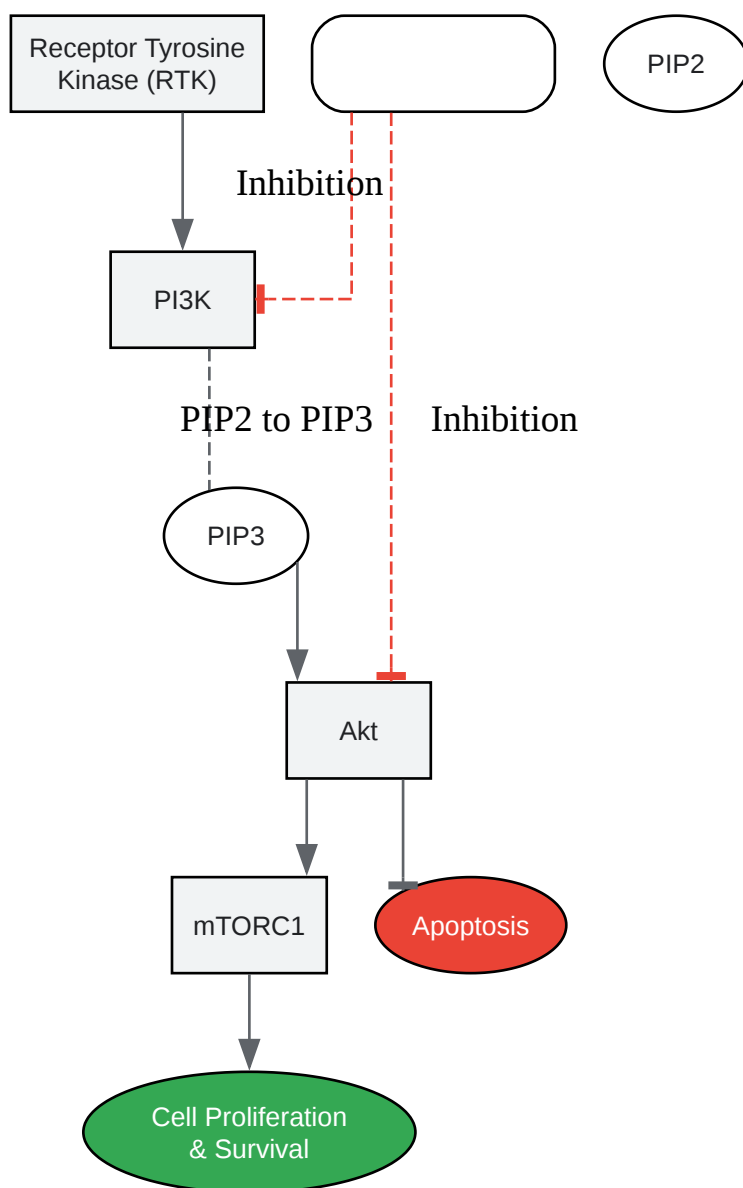 Receptor Tyrosine
Kinase (RTK)
PIP2
Inhibition
PI3K
PIP2 to PIP3
Inhibition
PIP3
Akt
mTORC1
Apoptosis
Cell Proliferation
& Survival